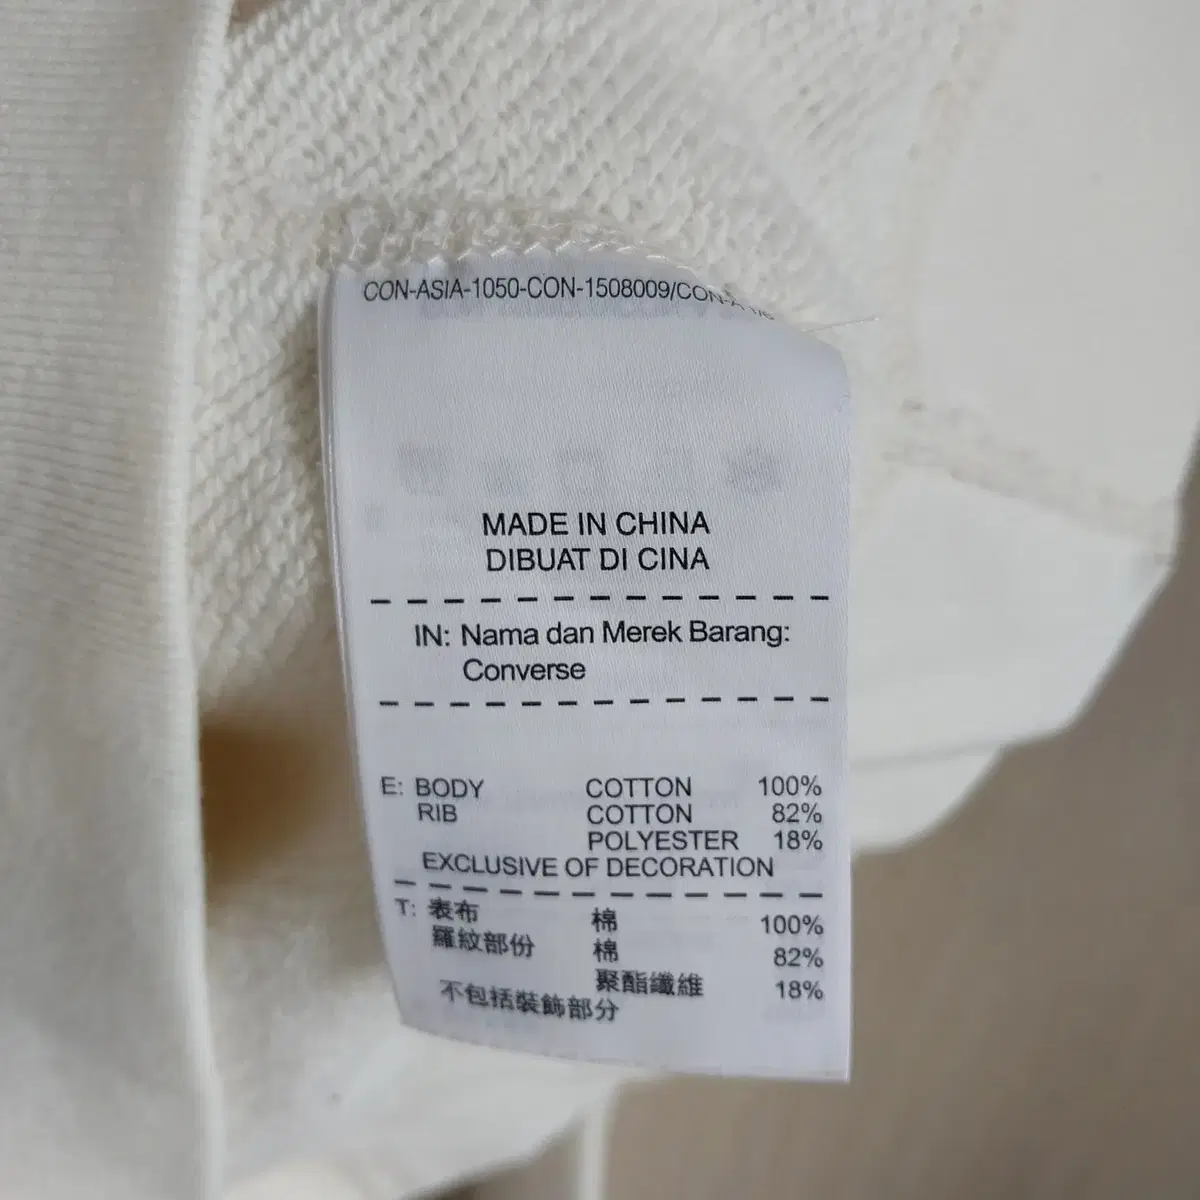 CON-ASIA-1050-CON-1508009/CON-A 1/6
MADE IN CHINA
DIBUAT DI CINA
IN: Nama dan Merek Barang:
Converse
E: BODY COTTON 100%
RIB COTTON 82%
POLYESTER 18%
EXCLUSIVE OF DECORATION
T: 表布 棉 100%
羅紋部份 棉 82%
聚酯纖維 18%
不包括裝飾部分